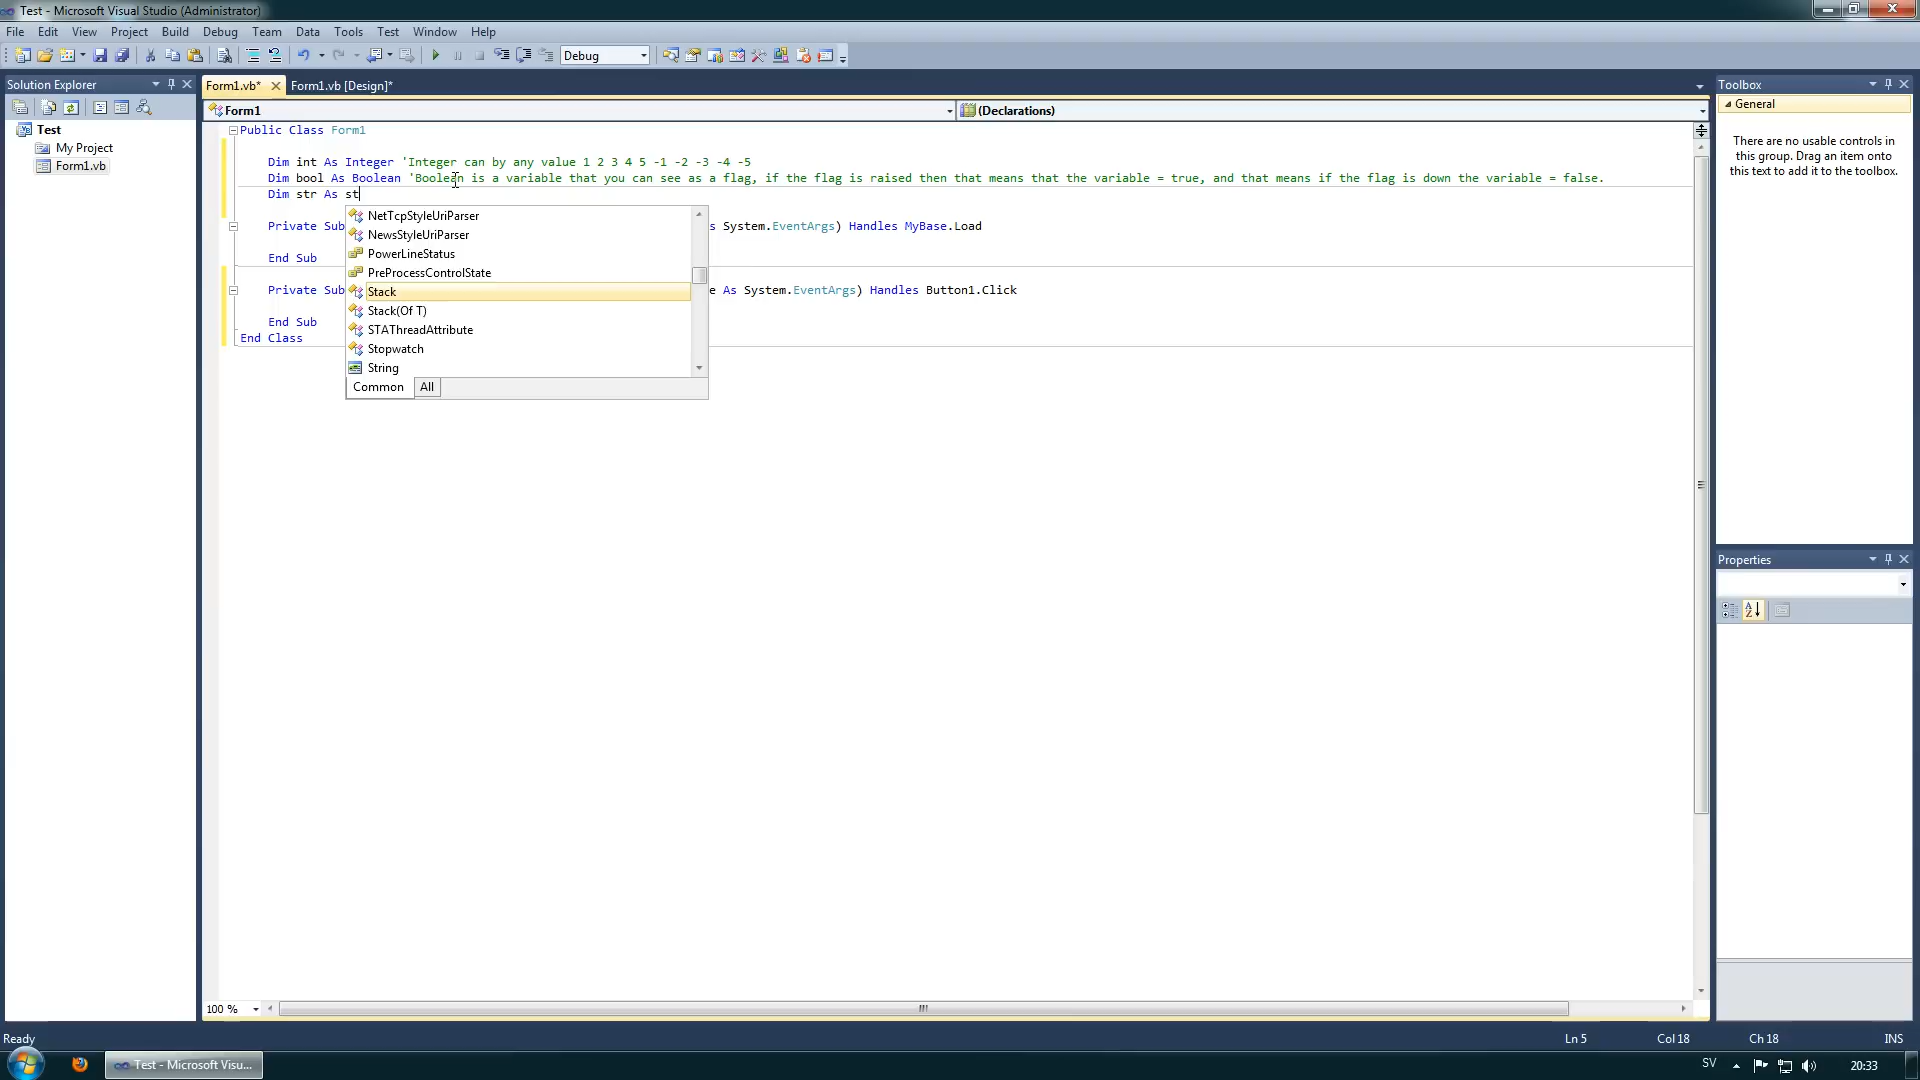 Test - Microsoft Visual Studio (Administrator)
File Edit View Project Build Debug Team Data Tools Test Window Help
Debug
Solution Explorer
Test
My Project
Form1.vb
Form1.vb* Form1.vb [Design]*
Form1 (Declarations)
Public Class Form1
Dim int As Integer 'Integer can by any value 1 2 3 4 5 -1 -2 -3 -4 -5
Dim bool As Boolean 'Boolean is a variable that you can see as a flag, if the flag is raised then that means that the variable = true, and that means if the flag is down the variable = false.
Dim str As st
NetTcpStyleUriParser
NewsStyleUriParser
PowerLineStatus
PreProcessControlState
Stack
Stack(Of T)
STAThreadAttribute
Stopwatch
String
Common All
Private Sub s System.EventArgs) Handles MyBase.Load
End Sub
Private Sub e As System.EventArgs) Handles Button1.Click
End Sub
End Class
100 %
Toolbox
General
There are no usable controls in
this group. Drag an item onto
this text to add it to the toolbox.
Properties
Ready Ln 5 Col 18 Ch 18 INS
Test - Microsoft Visu...
SV 20:33